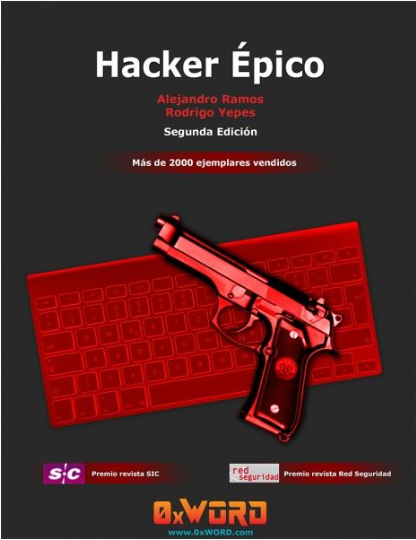 Hacker Épico
Alejandro Ramos
Rodrigo Yepes
Segunda Edición
Más de 2000 ejemplares vendidos
S·C Premio revista SIC
red seguridad Premio revista Red Seguridad
0xWORD
www.0xWORD.com